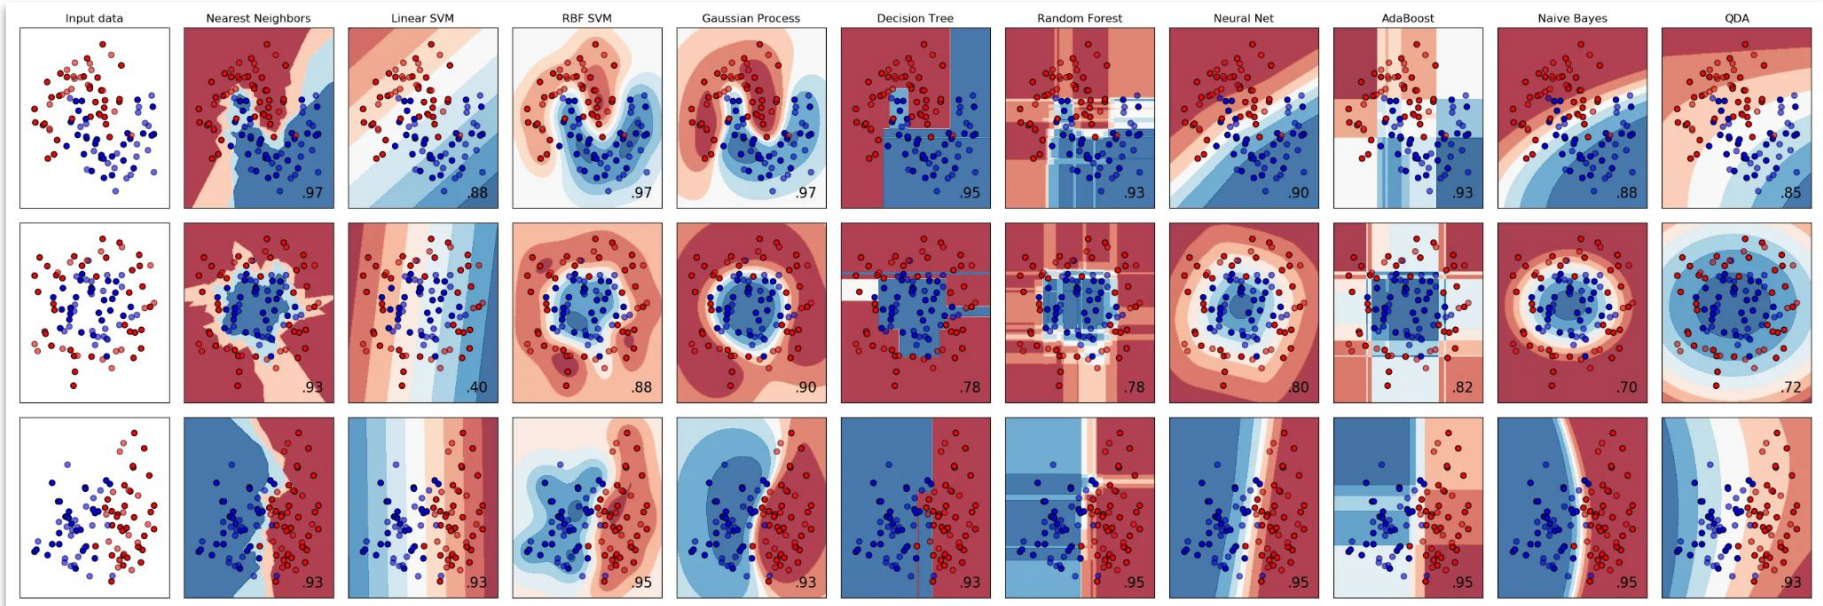 Input data Nearest Neighbors Linear SVM RBF SVM Gaussian Process Decision Tree Random Forest Neural Net AdaBoost Naive Bayes QDA
.97 .88 .97 .97 .95 .93 .90 .93 .88 .85
.93 .40 .88 .90 .78 .78 .80 .82 .70 .72
.93 .93 .95 .93 .93 .95 .95 .95 .95 .93